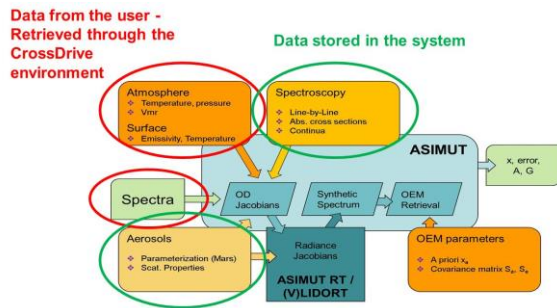 Data from the user -
Retrieved through the
CrossDrive
environment
Data stored in the system
Atmosphere
Temperature, pressure
Vmr
Surface
Emissivity, Temperature
Spectroscopy
Line-by-Line
Abs. cross sections
Continua
ASIMUT
x, error,
A, G
Spectra
OD
Jacobians
Synthetic
Spectrum
OEM
Retrieval
Aerosols
Parameterization (Mars)
Scat. Properties
Radiance
Jacobians
ASIMUT RT /
(V)LIDORT
OEM parameters
A priori xₐ
Covariance matrix Sₐ, Sₑ